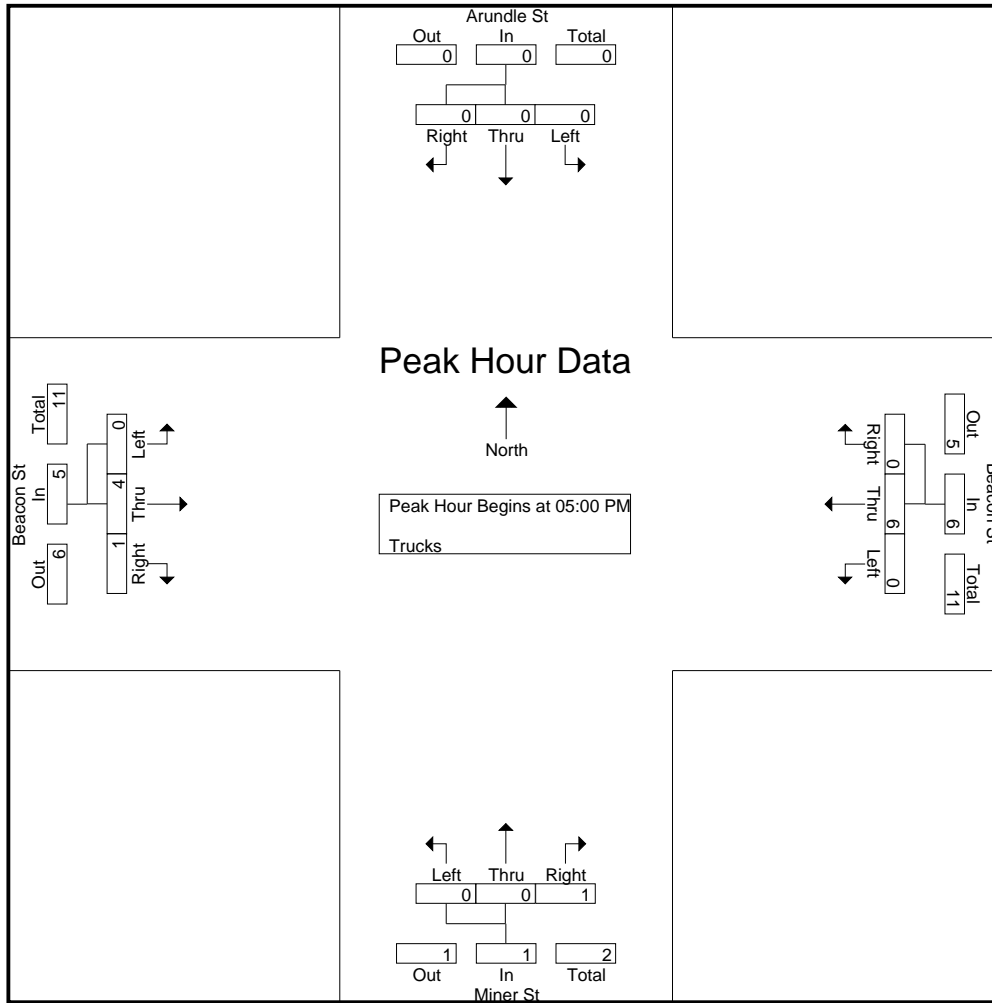 Arundle St
Out In Total
0 0 0
0 0 0
Right Thru Left
Peak Hour Data
North
Peak Hour Begins at 05:00 PM
Trucks
Beacon St
Total In Out
11 5 6
0 4 1
Left Thru Right
Right Thru Left
0 6 0
Out In Total
5 6 11
Beacon St
Left Thru Right
0 0 1
1 1 2
Out In Total
Miner St